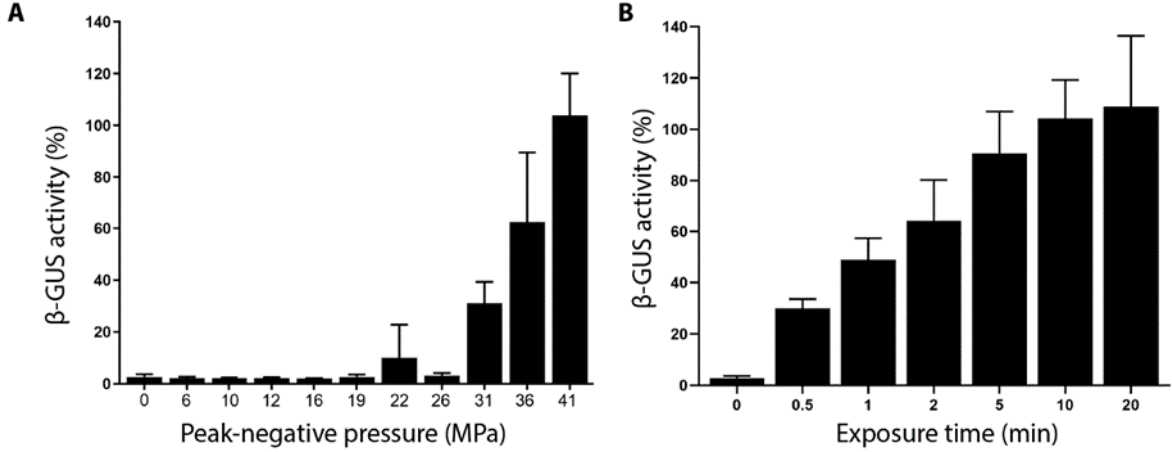 A
β-GUS activity (%)
140
120
100
80
60
40
20
0
0 6 10 12 16 19 22 26 31 36 41
Peak-negative pressure (MPa)
B
β-GUS activity (%)
140
120
100
80
60
40
20
0
0 0.5 1 2 5 10 20
Exposure time (min)